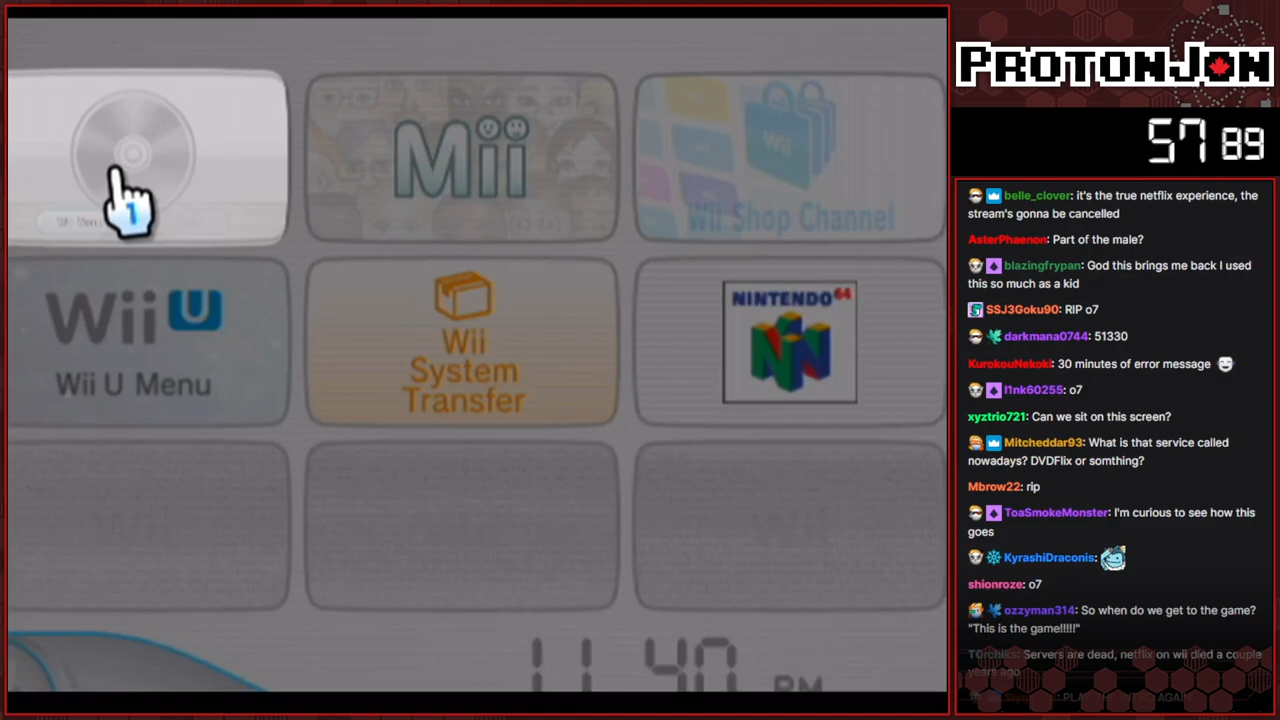 PROTONJON
57 89
Mii
Wii
Wii Shop Channel
1
Wii U
Wii U Menu
Wii
System
Transfer
NINTENDO 64
11 40
PM
belle_clover: it's the true netflix experience, the
stream's gonna be cancelled
AsterPhaenon: Part of the male?
blazingfrypan: God this brings me back I used
this so much as a kid
SSJ3Goku90: RIP o7
darkmana0744: 51330
KurokouNekoki: 30 minutes of error message
l1nk60255: o7
xyztrio721: Can we sit on this screen?
Mitcheddar93: What is that service called
nowadays? DVDFlix or somthing?
Mbrow22: rip
ToaSmokeMonster: I'm curious to see how this
goes
KyrashiDraconis:
shionroze: o7
ozzyman314: So when do we get to the game?
"This is the game!!!!!"
T0rchiks: Servers are dead, netflix on wii died a couple
years ago
AGAIN